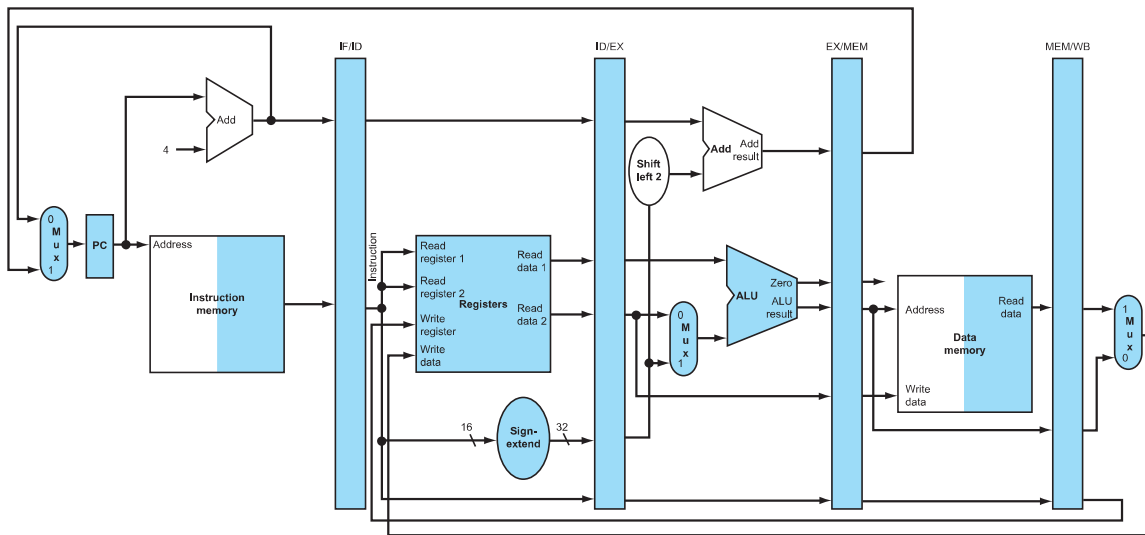 IF/ID
ID/EX
EX/MEM
MEM/WB
Add
4
Shift
left 2
Add
Add
result
0
M
u
x
1
PC
Address
Instruction
memory
Instruction
Read
register 1
Read
register 2
Write
register
Write
data
Registers
Read
data 1
Read
data 2
16
Sign-
extend
32
0
M
u
x
1
ALU
Zero
ALU
result
Address
Write
data
Data
memory
Read
data
1
M
u
x
0